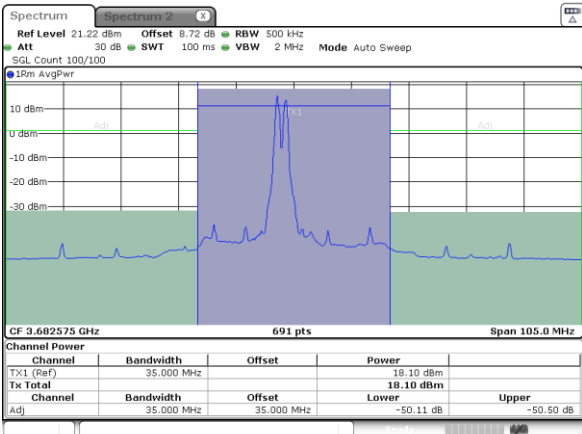 Spectrum Spectrum 2 X
Ref Level 21.22 dBm Offset 8.72 dB RBW 500 kHz
Att 30 dB SWT 100 ms VBW 2 MHz Mode Auto Sweep
SGL Count 100/100
1Rm AvgPwr
10 dBm
TX1
Adj Adj
0 dBm
-10 dBm
-20 dBm
-30 dBm
CF 3.682575 GHz 691 pts Span 105.0 MHz
Channel Power
Channel Bandwidth Offset Power
TX1 (Ref) 35.000 MHz 18.10 dBm
Tx Total 18.10 dBm
Channel Bandwidth Offset Lower Upper
Adj 35.000 MHz 35.000 MHz -50.11 dB -50.50 dB
Ready